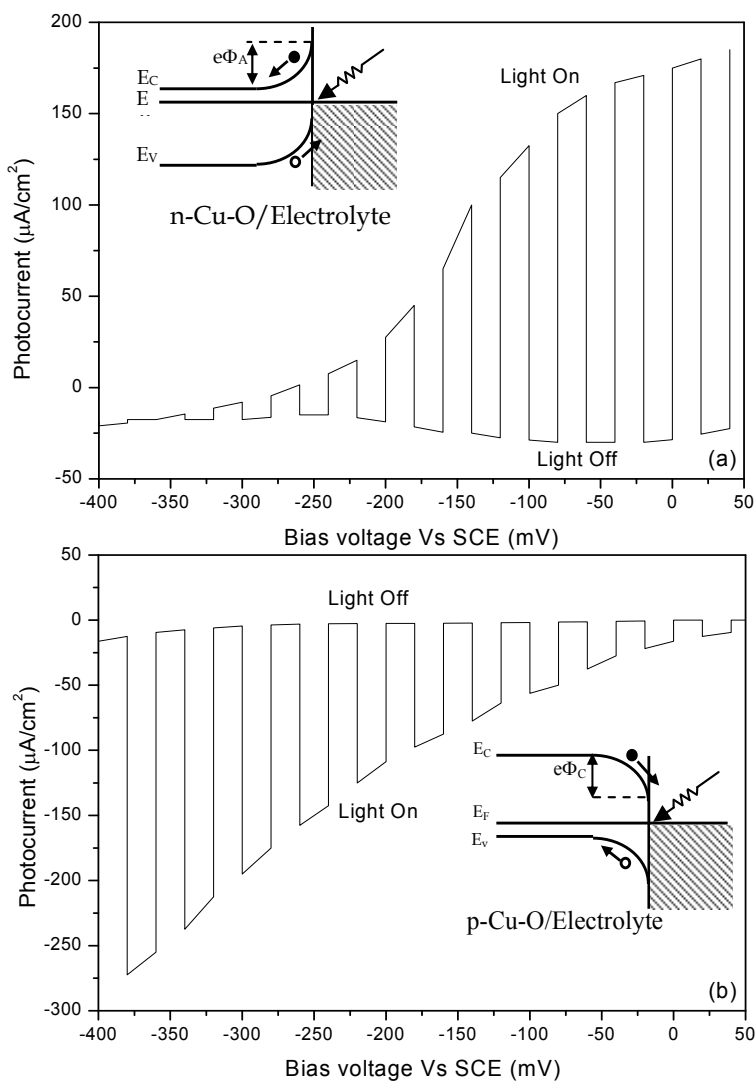 200
150
100
50
0
-50
Photocurrent (μA/cm²)
eΦA
EC
E
EV
n-Cu-O/Electrolyte
Light On
Light Off
(a)
-400 -350 -300 -250 -200 -150 -100 -50 0 50
Bias voltage Vs SCE (mV)
50
0
-50
-100
-150
-200
-250
-300
Photocurrent (μA/cm²)
Light Off
Light On
EC
eΦC
EF
Ev
p-Cu-O/Electrolyte
(b)
-400 -350 -300 -250 -200 -150 -100 -50 0 50
Bias voltage Vs SCE (mV)